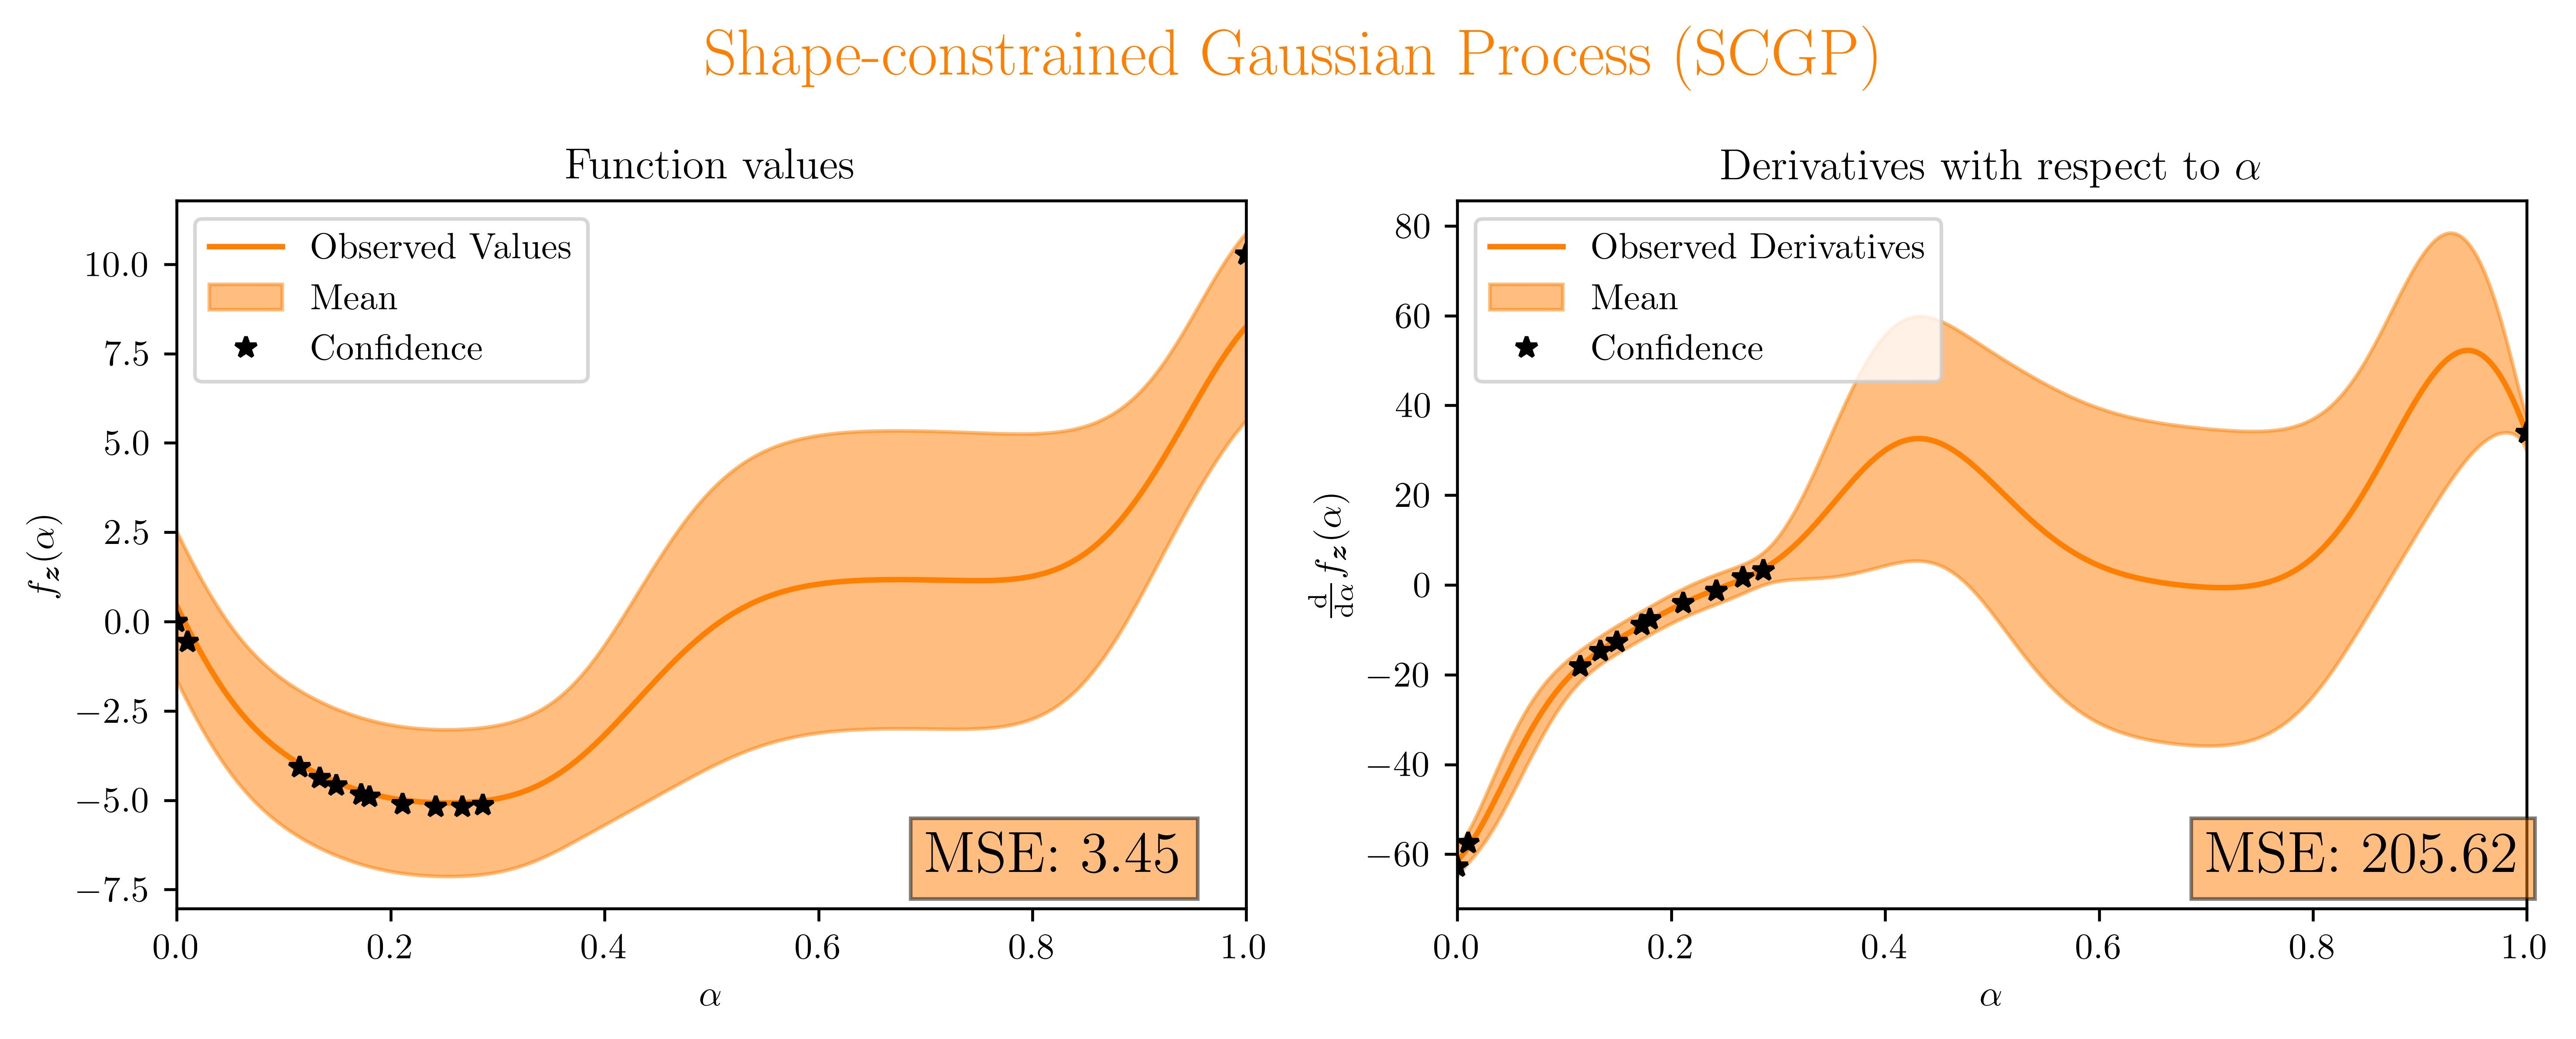 Shape-constrained Gaussian Process (SCGP)
Function values
Observed Values
Mean
Confidence
10.0
7.5
5.0
2.5
0.0
−2.5
−5.0
−7.5
f_z(α)
MSE: 3.45
0.0 0.2 0.4 0.6 0.8 1.0
α
Derivatives with respect to α
Observed Derivatives
Mean
Confidence
80
60
40
20
0
−20
−40
−60
d/dα f_z(α)
MSE: 205.62
0.0 0.2 0.4 0.6 0.8 1.0
α